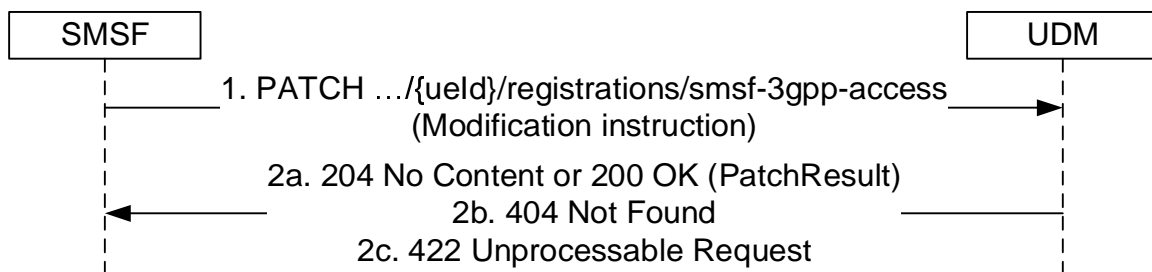 SMSF
UDM
1. PATCH …/{ueId}/registrations/smsf-3gpp-access
(Modification instruction)
2a. 204 No Content or 200 OK (PatchResult)
2b. 404 Not Found
2c. 422 Unprocessable Request